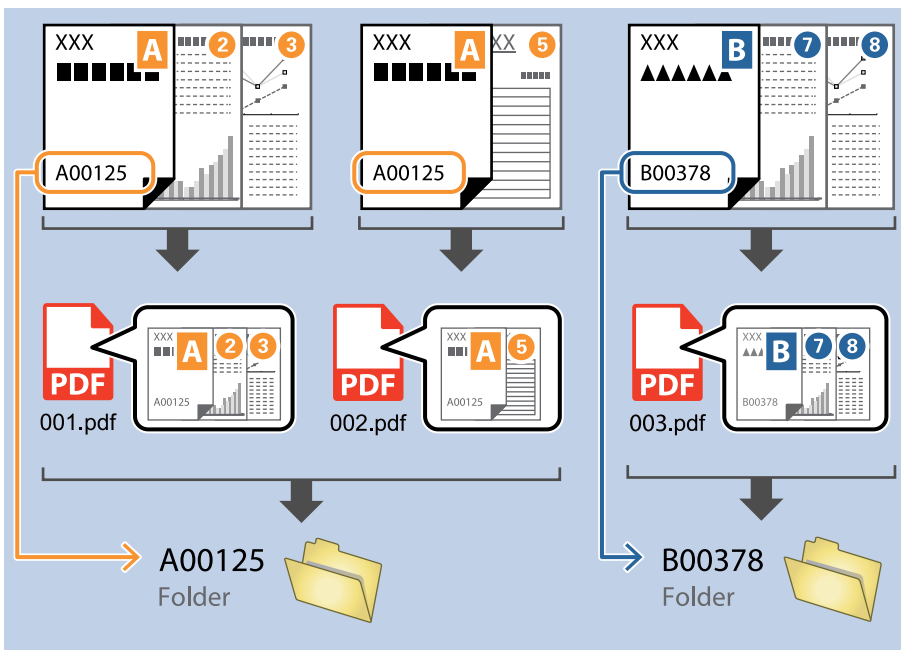 XXX A 2 3
A00125
XXX A XX 5
A00125
XXX B 7 8
B00378
PDF
XXX A 2 3
A00125
001.pdf
PDF
XXX A 5
A00125
002.pdf
PDF
XXX B 7 8
B00378
003.pdf
A00125
Folder
B00378
Folder